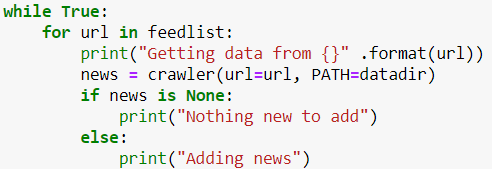 while True:
    for url in feedlist:
        print("Getting data from {}" .format(url))
        news = crawler(url=url, PATH=datadir)
        if news is None:
            print("Nothing new to add")
        else:
            print("Adding news")